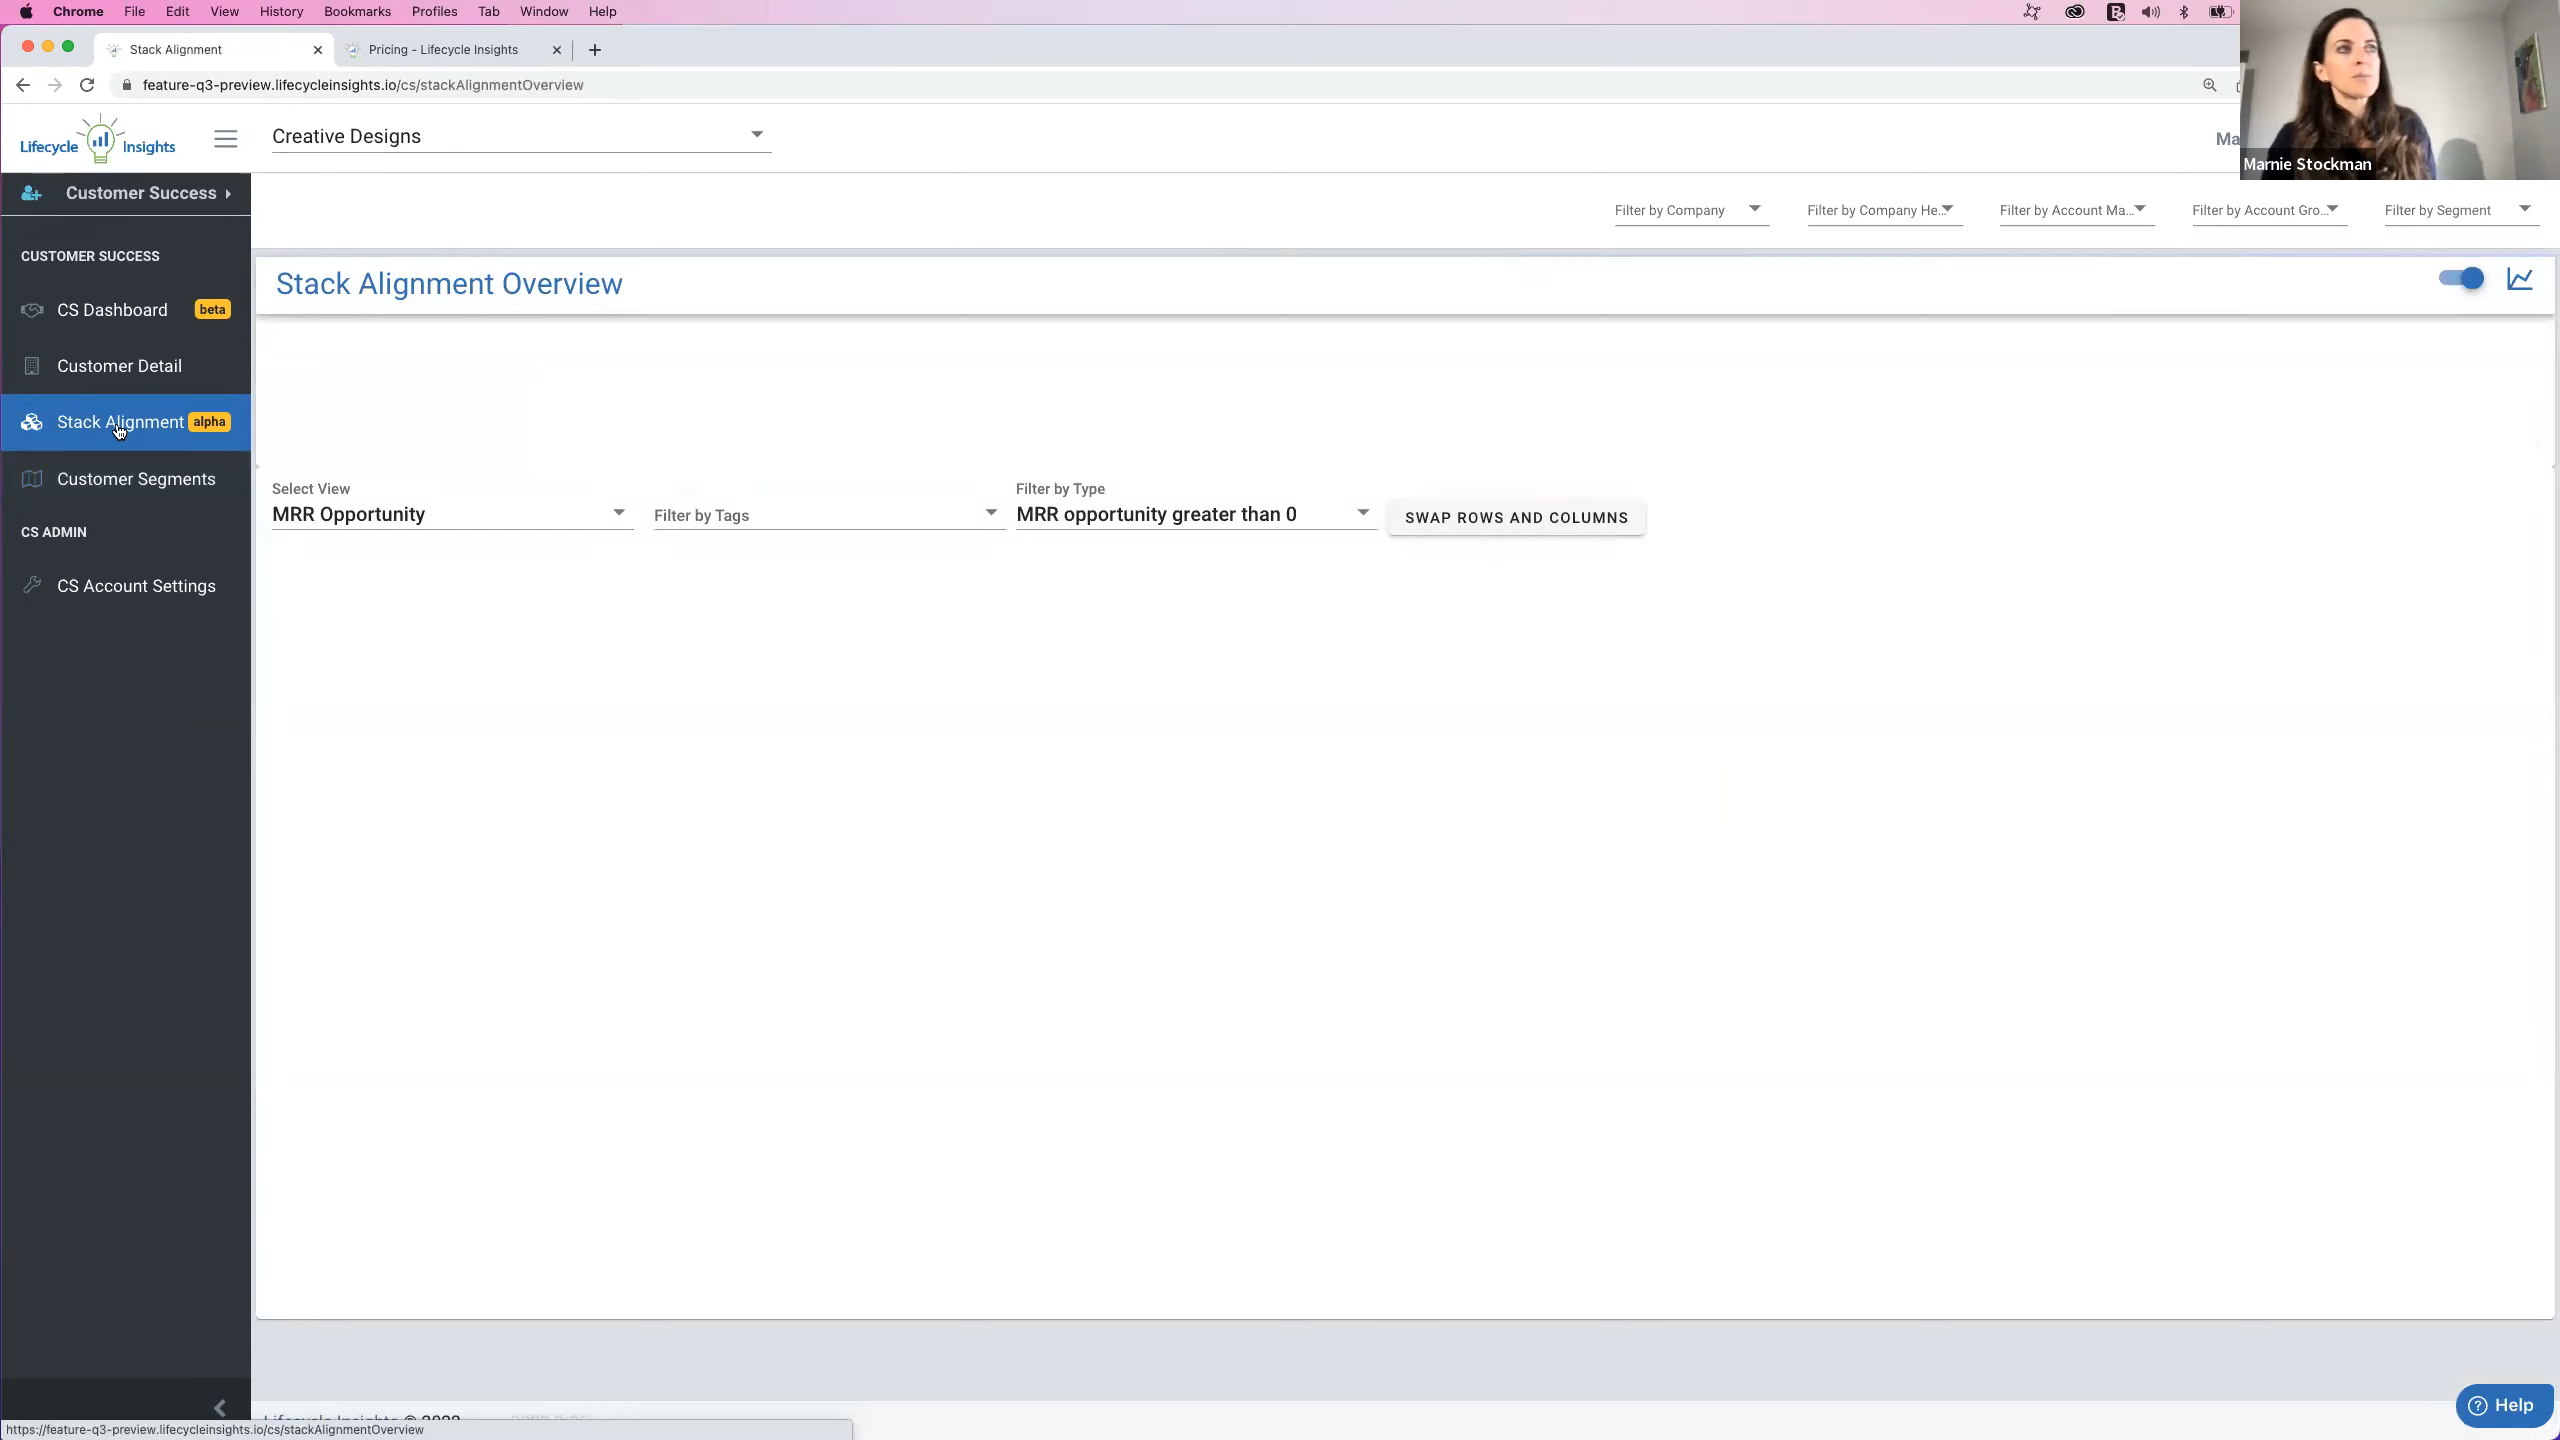 Chrome File Edit View History Bookmarks Profiles Tab Window Help
Stack Alignment
Pricing - Lifecycle Insights
feature-q3-preview.lifecycleinsights.io/cs/stackAlignmentOverview
Lifecycle Insights
Creative Designs
Ma
Marnie Stockman
Customer Success
Filter by Company
Filter by Company He...
Filter by Account Ma...
Filter by Account Gro...
Filter by Segment
CUSTOMER SUCCESS
CS Dashboard beta
Customer Detail
Stack Alignment alpha
Customer Segments
CS ADMIN
CS Account Settings
Stack Alignment Overview
Select View
MRR Opportunity
Filter by Tags
Filter by Type
MRR opportunity greater than 0
SWAP ROWS AND COLUMNS
Lifecycle Insights © 2022
Help
https://feature-q3-preview.lifecycleinsights.io/cs/stackAlignmentOverview